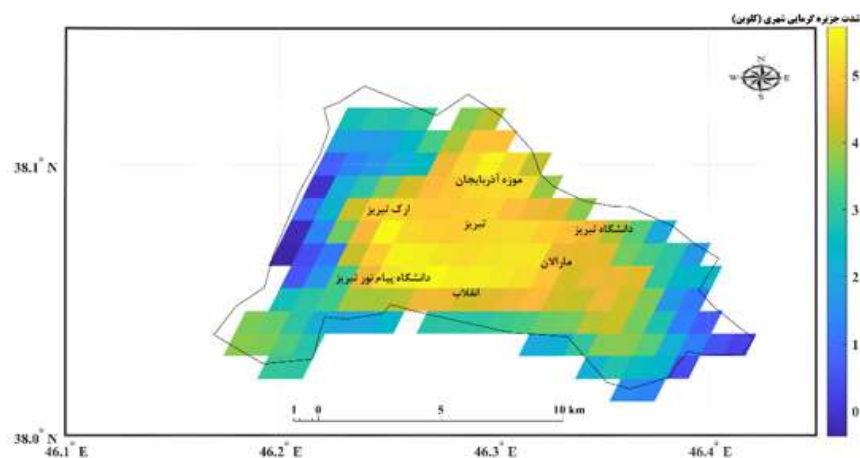 شدت جزیره گرمایی شهری (کلوین)
N
W E
S
5
4
3
2
1
0
38.1° N
38.0° N
موزه آذربایجان
ارک تبریز
تبریز
دانشگاه تبریز
مارالان
دانشگاه پیام نور تبریز
انقلاب
1 0 5 10 km
46.1° E 46.2° E 46.3° E 46.4° E